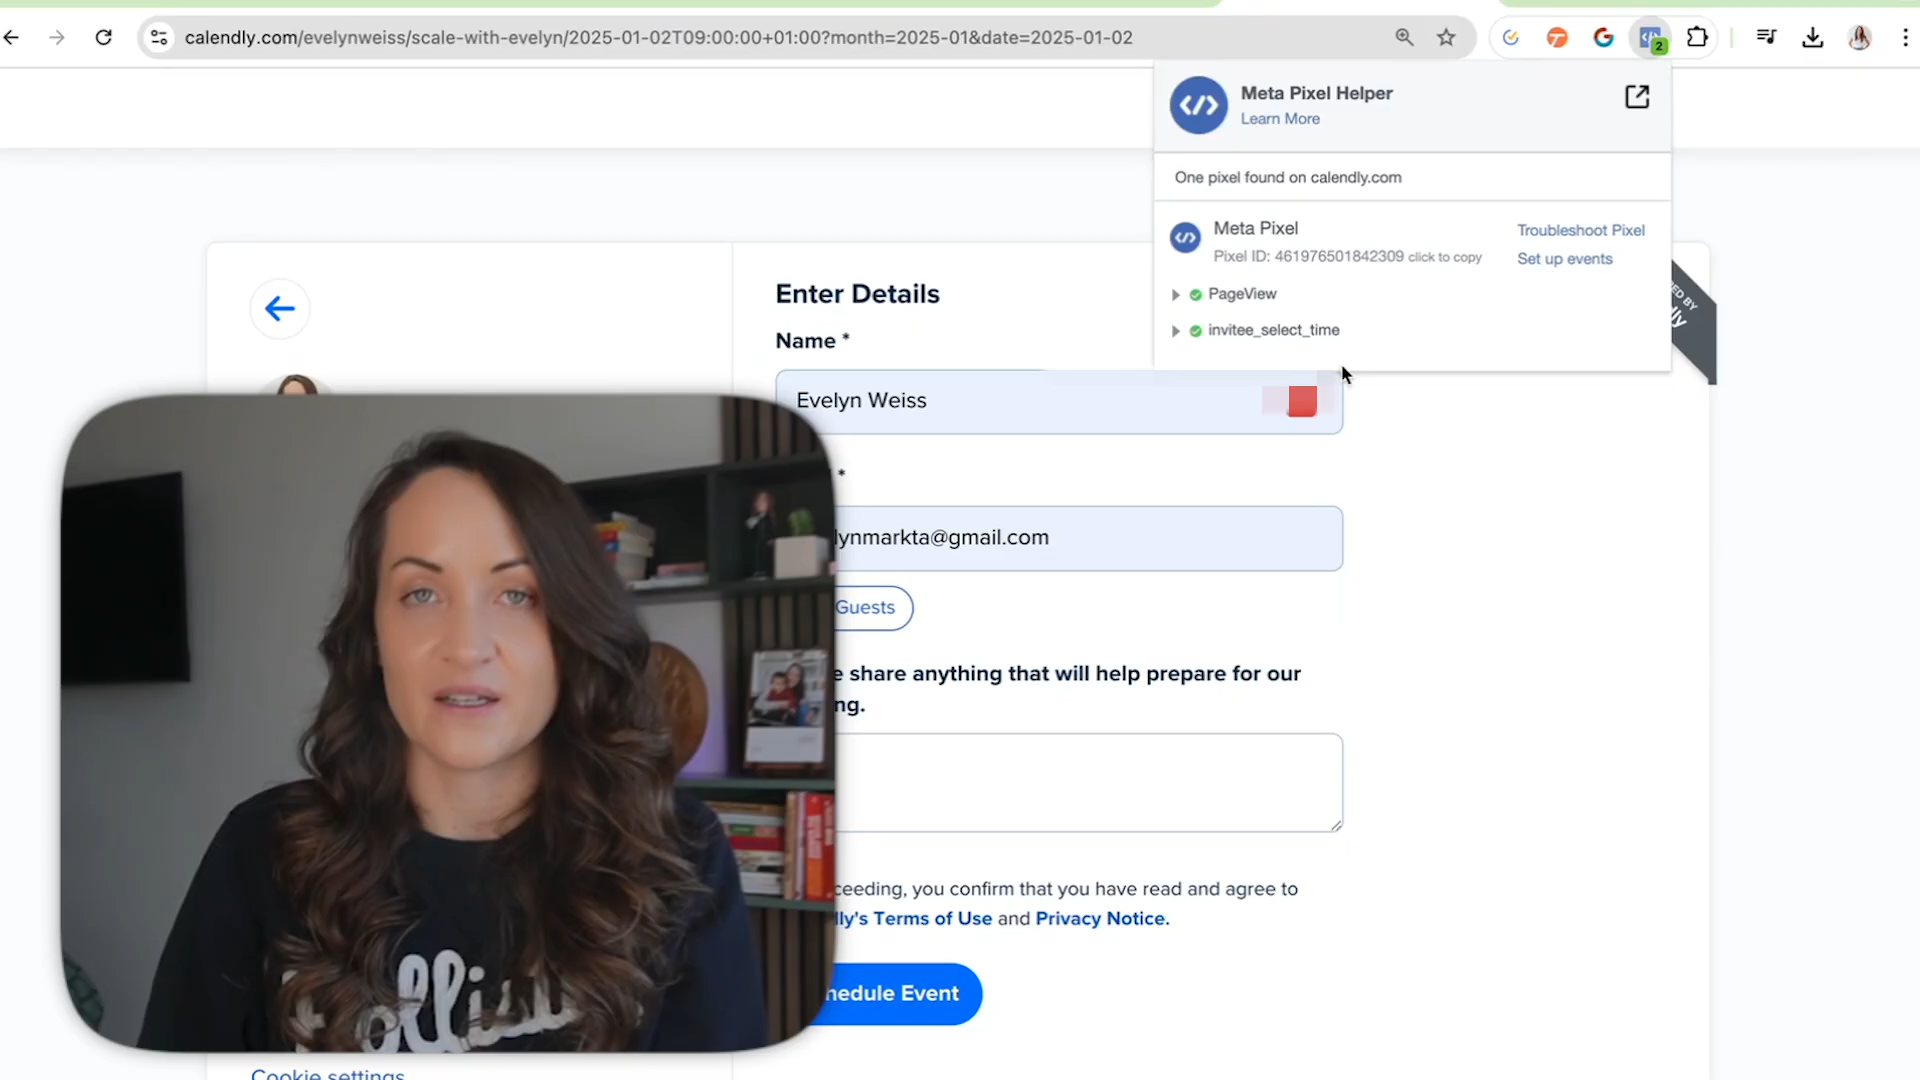 calendly.com/evelynweiss/scale-with-evelyn/2025-01-02T09:00:00+01:00?month=2025-01&date=2025-01-02
2
Meta Pixel Helper
Learn More
One pixel found on calendly.com
Meta Pixel
Troubleshoot Pixel
Pixel ID: 461976501842309 click to copy
Set up events
PageView
invitee_select_time
ED BY
lly
Enter Details
Name *
Evelyn Weiss
*
lynmarkta@gmail.com
Guests
e share anything that will help prepare for our
ng.
ceeding, you confirm that you have read and agree to
lly's Terms of Use and Privacy Notice.
hedule Event
Cookie settings